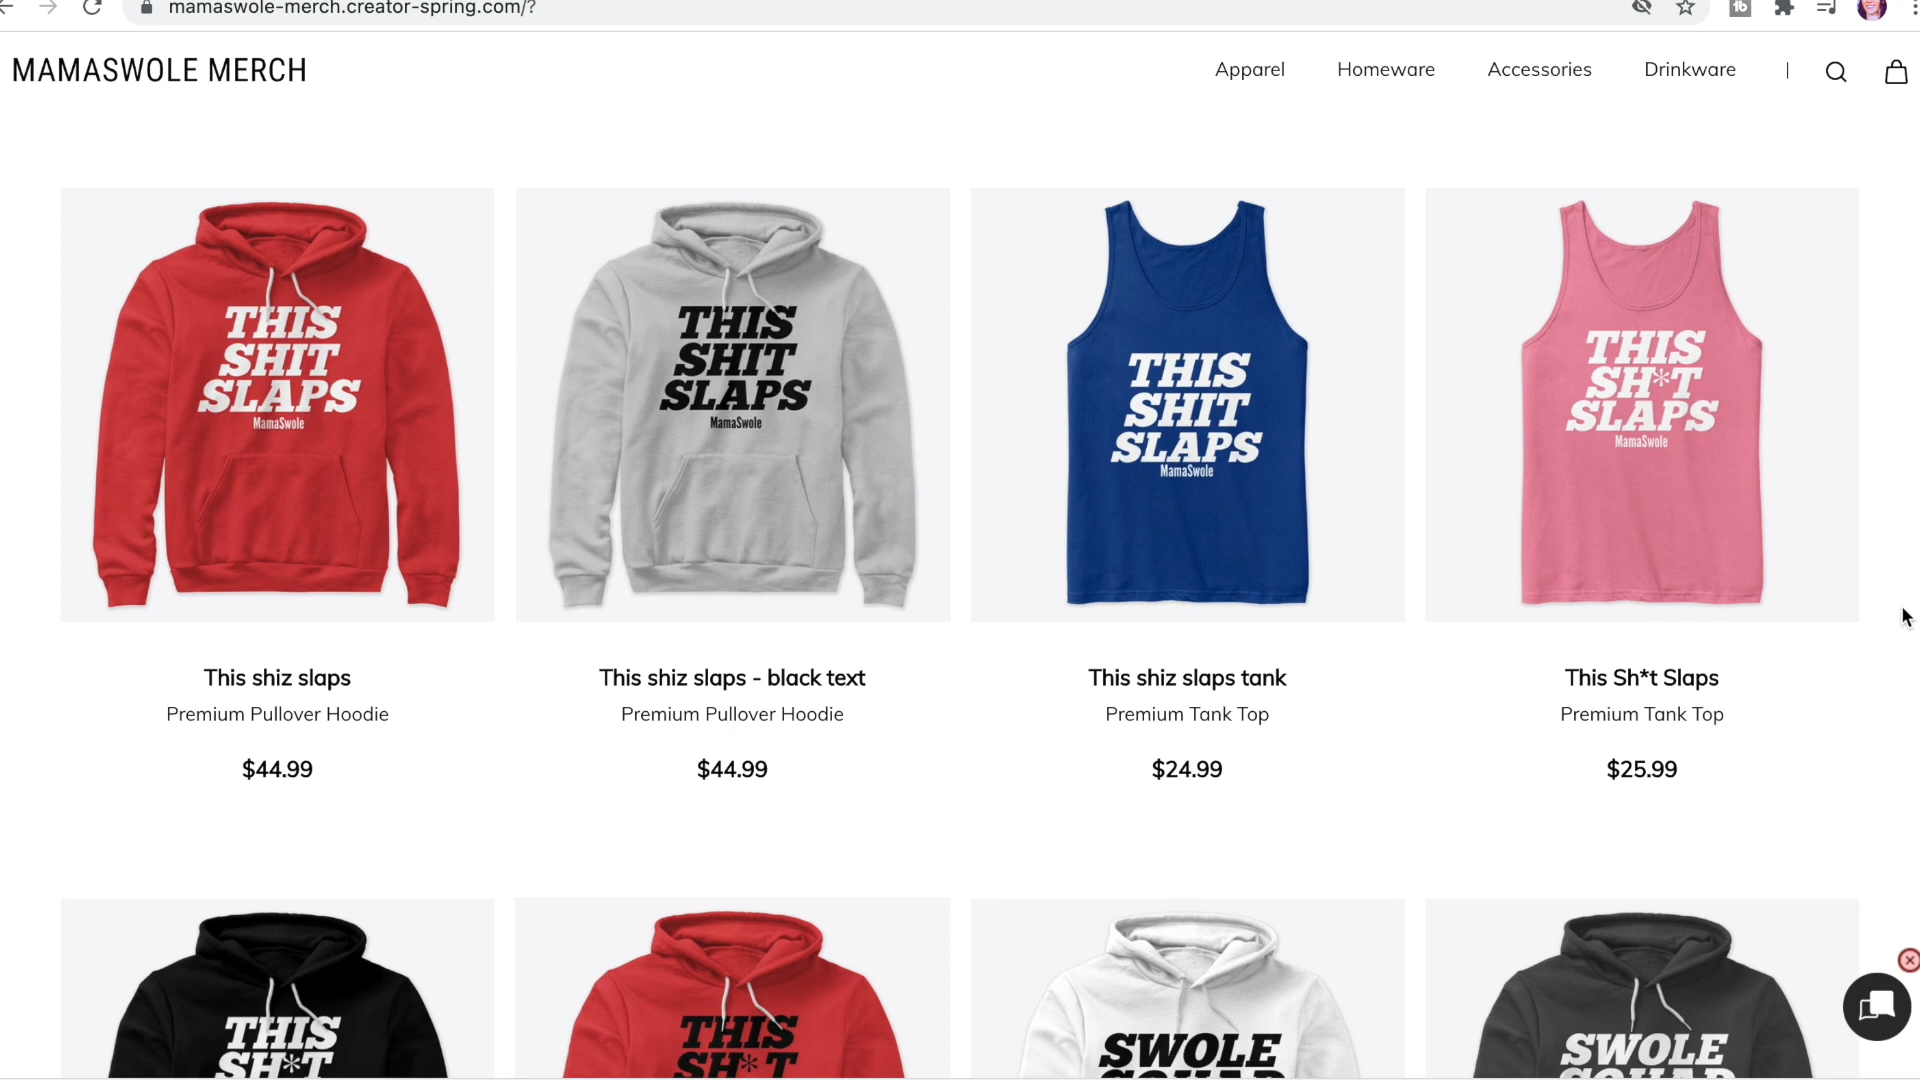 mamaswole-merch.creator-spring.com/?
MAMASWOLE MERCH
Apparel
Homeware
Accessories
Drinkware
THIS
SHIT
SLAPS
MamaSwole
THIS
SHIT
SLAPS
MamaSwole
THIS
SHIT
SLAPS
MamaSwole
THIS
SH*T
SLAPS
MamaSwole
This shiz slaps
Premium Pullover Hoodie
$44.99
This shiz slaps - black text
Premium Pullover Hoodie
$44.99
This shiz slaps tank
Premium Tank Top
$24.99
This Sh*t Slaps
Premium Tank Top
$25.99
THIS
SH*T
THIS
SH*T
SWOLE
SQUAD
SWOLE
SQUAD